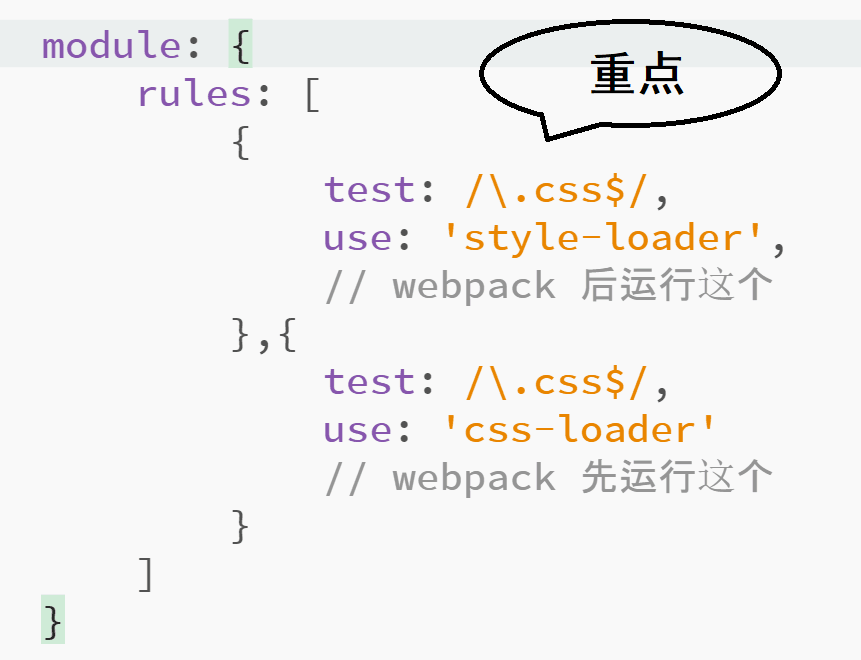 module: {
重点
rules: [
{
test: /\.css$/,
use: 'style-loader',
// webpack 后运行这个
},{
test: /\.css$/,
use: 'css-loader'
// webpack 先运行这个
}
]
}